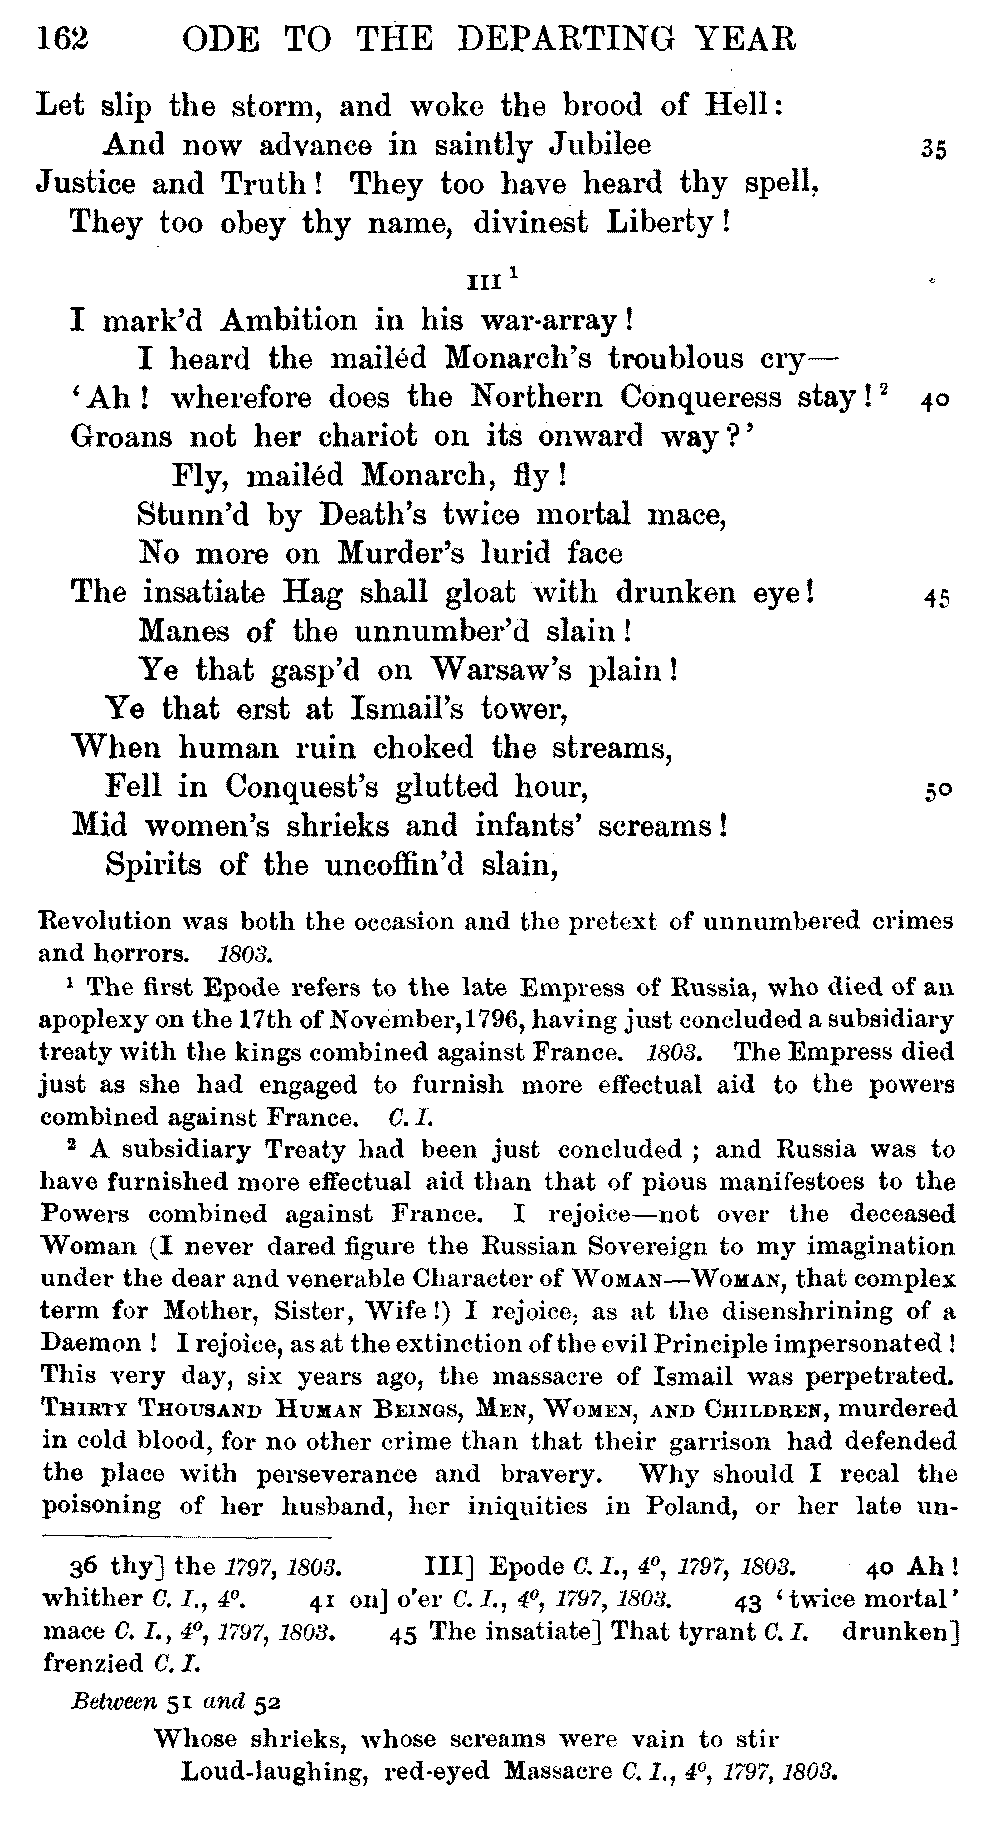 162 ODE TO THE DEPARTING YEAR
Let slip the storm, and woke the brood of Hell:
And now advance in saintly Jubilee 35
Justice and Truth! They too have heard thy spell,
They too obey thy name, divinest Liberty!
III ¹
I mark'd Ambition in his war-array!
I heard the mailéd Monarch's troublous cry—
'Ah! wherefore does the Northern Conqueress stay!² 40
Groans not her chariot on its onward way?'
Fly, mailéd Monarch, fly!
Stunn'd by Death's twice mortal mace,
No more on Murder's lurid face
The insatiate Hag shall gloat with drunken eye! 45
Manes of the unnumber'd slain!
Ye that gasp'd on Warsaw's plain!
Ye that erst at Ismail's tower,
When human ruin choked the streams,
Fell in Conquest's glutted hour, 50
Mid women's shrieks and infants' screams!
Spirits of the uncoffin'd slain,
Revolution was both the occasion and the pretext of unnumbered crimes
and horrors. 1803.
¹ The first Epode refers to the late Empress of Russia, who died of an
apoplexy on the 17th of November, 1796, having just concluded a subsidiary
treaty with the kings combined against France. 1803. The Empress died
just as she had engaged to furnish more effectual aid to the powers
combined against France. C. I.
² A subsidiary Treaty had been just concluded; and Russia was to
have furnished more effectual aid than that of pious manifestoes to the
Powers combined against France. I rejoice—not over the deceased
Woman (I never dared figure the Russian Sovereign to my imagination
under the dear and venerable Character of WOMAN—WOMAN, that complex
term for Mother, Sister, Wife!) I rejoice, as at the disenshrining of a
Daemon! I rejoice, as at the extinction of the evil Principle impersonated!
This very day, six years ago, the massacre of Ismail was perpetrated.
THIRTY THOUSAND HUMAN BEINGS, MEN, WOMEN, AND CHILDREN, murdered
in cold blood, for no other crime than that their garrison had defended
the place with perseverance and bravery. Why should I recal the
poisoning of her husband, her iniquities in Poland, or her late un-
36 thy] the 1797, 1803. III] Epode C. I., 4º, 1797, 1803. 40 Ah!
whither C. I., 4º. 41 on] o'er C. I., 4º, 1797, 1803. 43 'twice mortal'
mace C. I., 4º, 1797, 1803. 45 The insatiate] That tyrant C. I. drunken]
frenzied C. I.
Between 51 and 52
Whose shrieks, whose screams were vain to stir
Loud-laughing, red-eyed Massacre C. I., 4º, 1797, 1803.